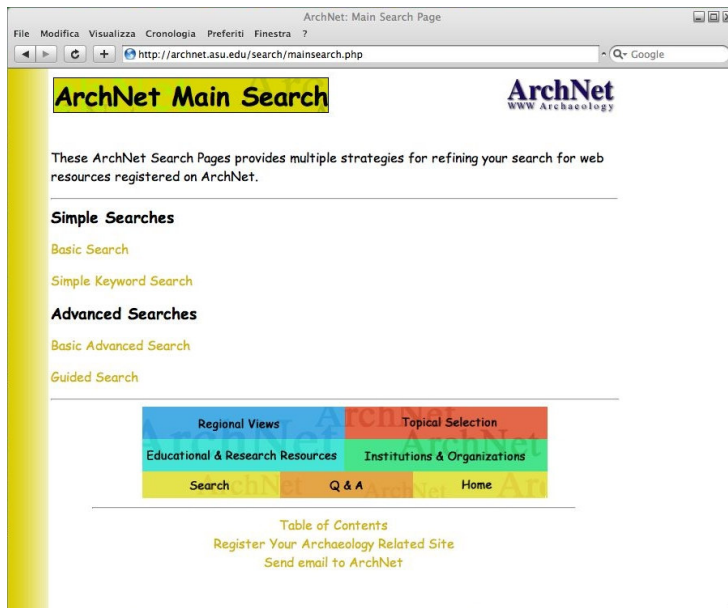 ArchNet: Main Search Page
File Modifica Visualizza Cronologia Preferiti Finestra ?
http://archnet.asu.edu/search/mainsearch.php
Q Google
ArchNet Main Search
ArchNet
WWW Archaeology
These ArchNet Search Pages provides multiple strategies for refining your search for web
resources registered on ArchNet.
Simple Searches
Basic Search
Simple Keyword Search
Advanced Searches
Basic Advanced Search
Guided Search
Regional Views Topical Selection
Educational & Research Resources Institutions & Organizations
Search Q & A Home
Table of Contents
Register Your Archaeology Related Site
Send email to ArchNet